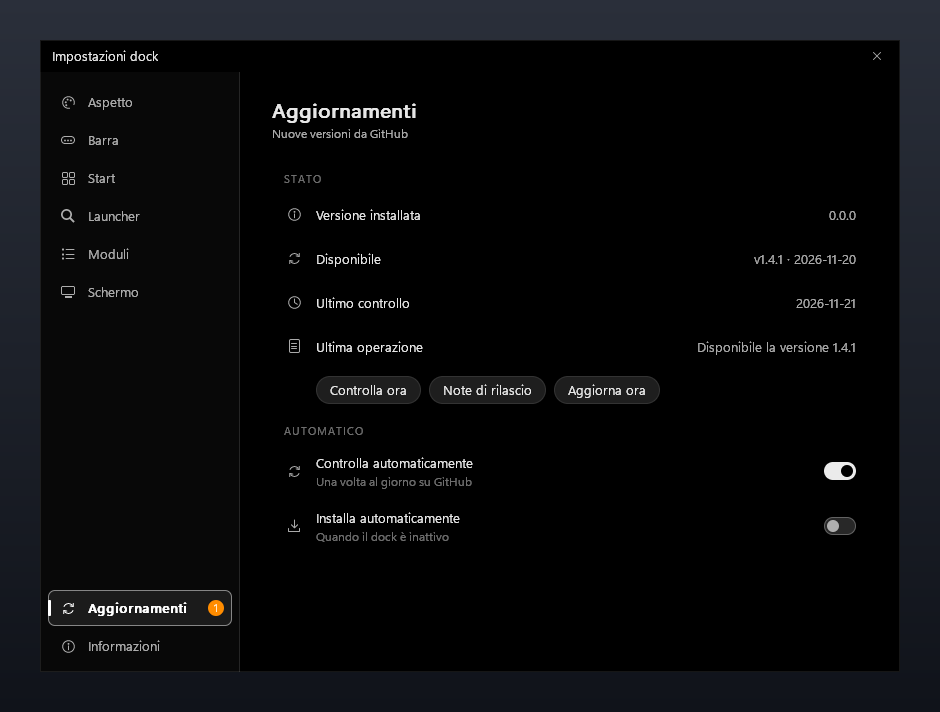 Impostazioni dock
Aspetto
Barra
Start
Launcher
Moduli
Schermo
Aggiornamenti 1
Informazioni
Aggiornamenti
Nuove versioni da GitHub
STATO
Versione installata 0.0.0
Disponibile v1.4.1 · 2026-11-20
Ultimo controllo 2026-11-21
Ultima operazione Disponibile la versione 1.4.1
Controlla ora Note di rilascio Aggiorna ora
AUTOMATICO
Controlla automaticamente
Una volta al giorno su GitHub
Installa automaticamente
Quando il dock è inattivo